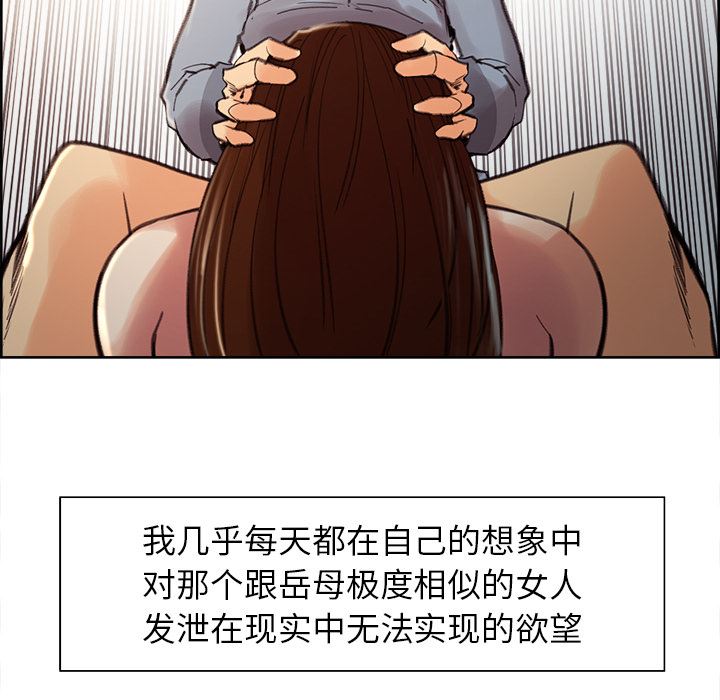 我几乎每天都在自己的想象中
对那个跟岳母极度相似的女人
发泄在现实中无法实现的欲望